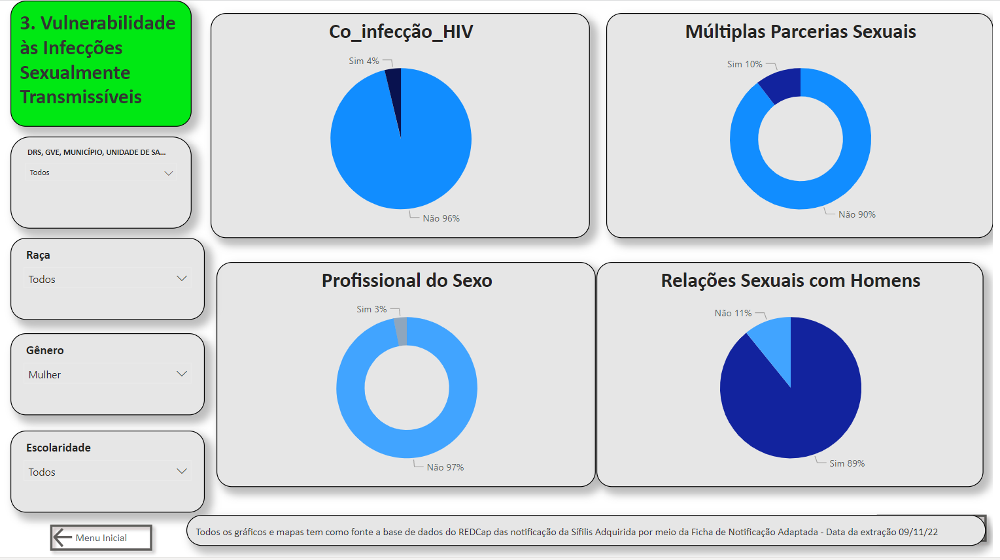 3. Vulnerabilidade
às Infecções
Sexualmente
Transmissíveis
DRS, GVE, MUNICÍPIO, UNIDADE DE SA...
Todos
Raça
Todos
Gênero
Mulher
Escolaridade
Todos
Menu Inicial
Co_infecção_HIV
Sim 4%
Não 96%
Múltiplas Parcerias Sexuais
Sim 10%
Não 90%
Profissional do Sexo
Sim 3%
Não 97%
Relações Sexuais com Homens
Não 11%
Sim 89%
Todos os gráficos e mapas tem como fonte a base de dados do REDCap das notificação da Sífilis Adquirida por meio da Ficha de Notificação Adaptada - Data da extração 09/11/22